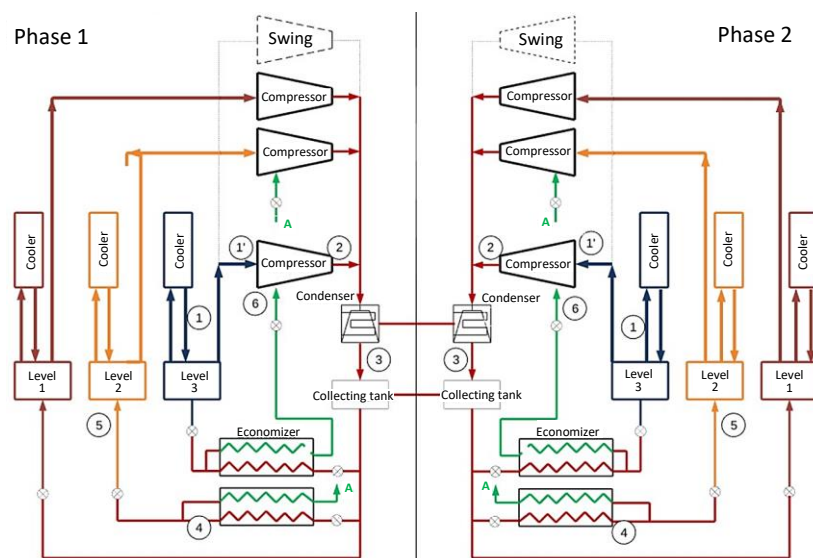 Phase 1
Swing
Compressor
Compressor
A
Cooler
Cooler
Cooler
1'
Compressor
2
6
1
Condenser
3
Level
1
Level
2
Level
3
Collecting tank
5
Economizer
A
4
Swing
Phase 2
Compressor
Compressor
A
2
Compressor
1'
Cooler
Cooler
Cooler
Condenser
6
1
3
Collecting tank
Level
3
Level
2
Level
1
Economizer
5
A
4